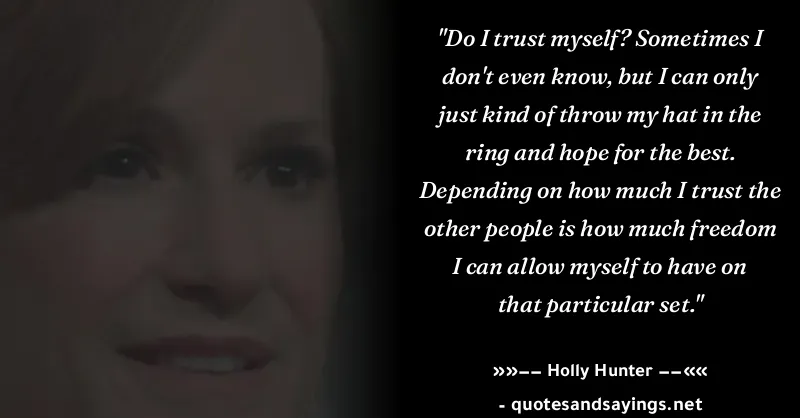 "Do I trust myself? Sometimes I
don't even know, but I can only
just kind of throw my hat in the
ring and hope for the best.
Depending on how much I trust the
other people is how much freedom
I can allow myself to have on
that particular set."
»»–– Holly Hunter ––««
- quotesandsayings.net